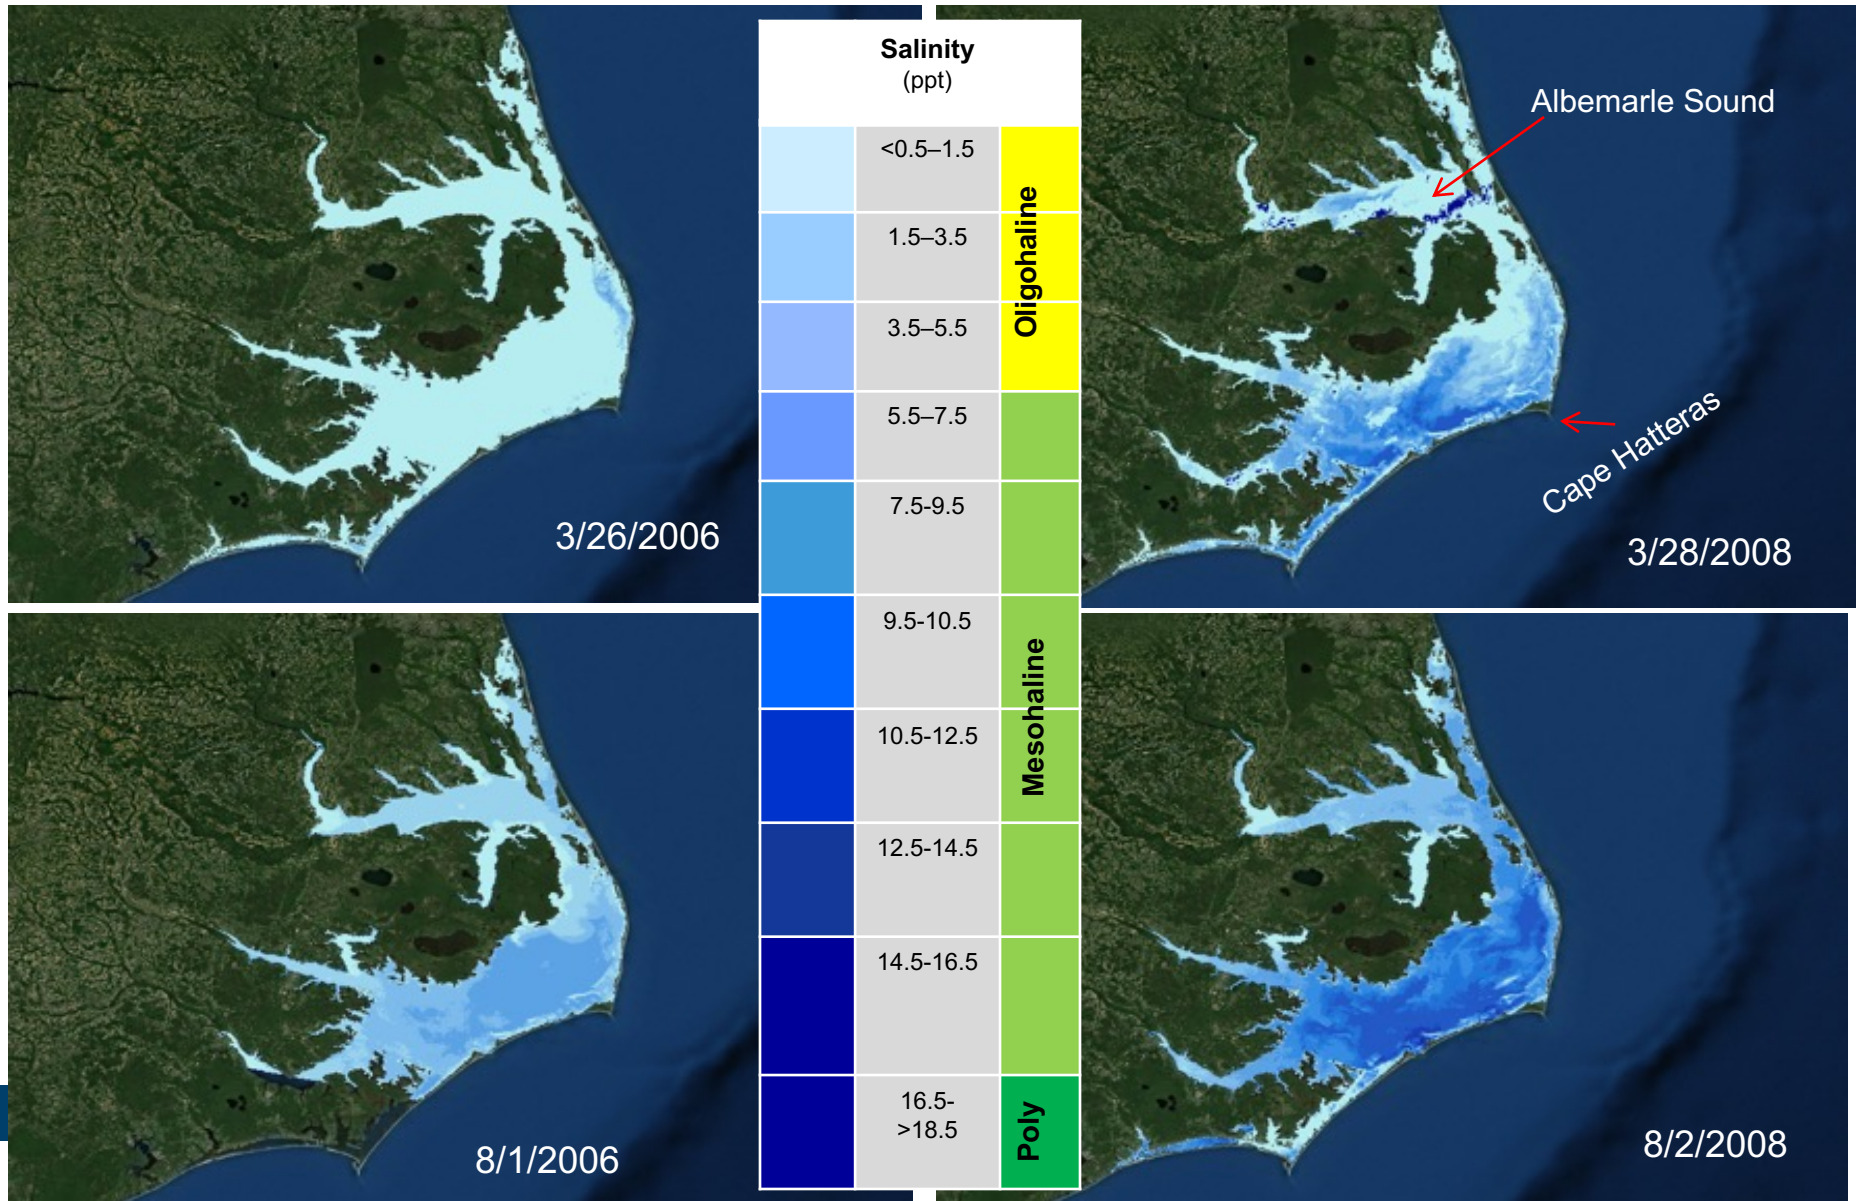 Salinity
(ppt)
<0.5–1.5
1.5–3.5
3.5–5.5
5.5–7.5
7.5-9.5
9.5-10.5
10.5-12.5
12.5-14.5
14.5-16.5
16.5-
>18.5
Oligohaline
Mesohaline
Poly
3/26/2006
Albemarle Sound
Cape Hatteras
3/28/2008
8/1/2006
8/2/2008